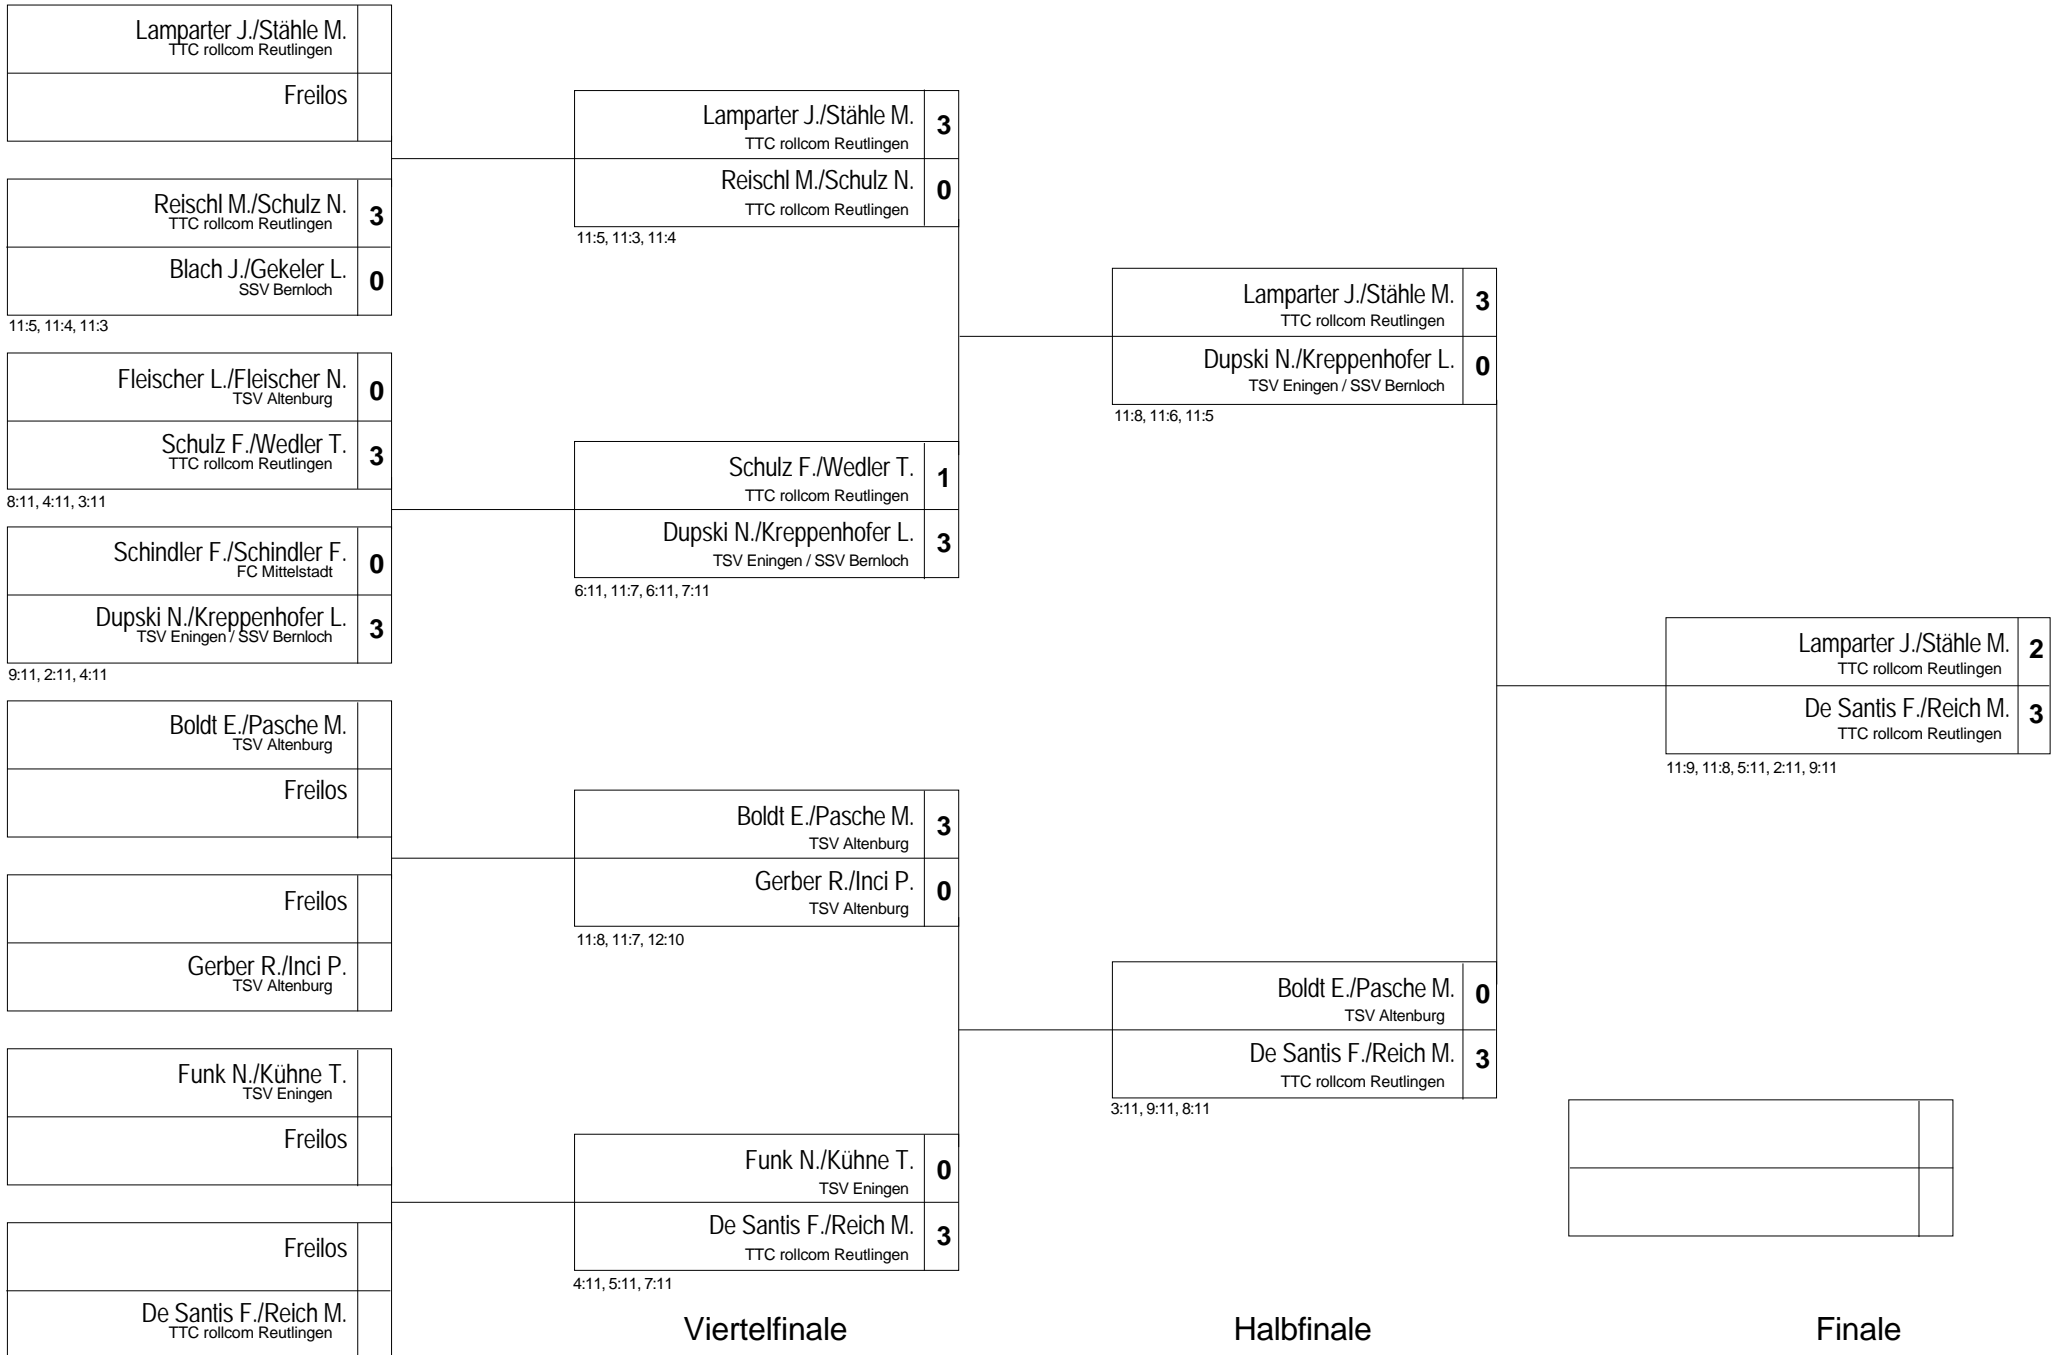 Lamparter J./Stähle M.
TTC rollcom Reutlingen
Freilos
Reischl M./Schulz N. 3
TTC rollcom Reutlingen
Blach J./Gekeler L. 0
SSV Bernloch
11:5, 11:4, 11:3
Fleischer L./Fleischer N. 0
TSV Altenburg
Schulz F./Wedler T. 3
TTC rollcom Reutlingen
8:11, 4:11, 3:11
Schindler F./Schindler F. 0
FC Mittelstadt
Dupski N./Kreppenhofer L. 3
TSV Eningen / SSV Bernloch
9:11, 2:11, 4:11
Boldt E./Pasche M.
TSV Altenburg
Freilos
Freilos
Gerber R./Inci P.
TSV Altenburg
Funk N./Kühne T.
TSV Eningen
Freilos
Freilos
De Santis F./Reich M.
TTC rollcom Reutlingen
Lamparter J./Stähle M. 3
TTC rollcom Reutlingen
Reischl M./Schulz N. 0
TTC rollcom Reutlingen
11:5, 11:3, 11:4
Schulz F./Wedler T. 1
TTC rollcom Reutlingen
Dupski N./Kreppenhofer L. 3
TSV Eningen / SSV Bernloch
6:11, 11:7, 6:11, 7:11
Boldt E./Pasche M. 3
TSV Altenburg
Gerber R./Inci P. 0
TSV Altenburg
11:8, 11:7, 12:10
Funk N./Kühne T. 0
TSV Eningen
De Santis F./Reich M. 3
TTC rollcom Reutlingen
4:11, 5:11, 7:11
Viertelfinale
Lamparter J./Stähle M. 3
TTC rollcom Reutlingen
Dupski N./Kreppenhofer L. 0
TSV Eningen / SSV Bernloch
11:8, 11:6, 11:5
Boldt E./Pasche M. 0
TSV Altenburg
De Santis F./Reich M. 3
TTC rollcom Reutlingen
3:11, 9:11, 8:11
Halbfinale
Lamparter J./Stähle M. 2
TTC rollcom Reutlingen
De Santis F./Reich M. 3
TTC rollcom Reutlingen
11:9, 11:8, 5:11, 2:11, 9:11
Finale